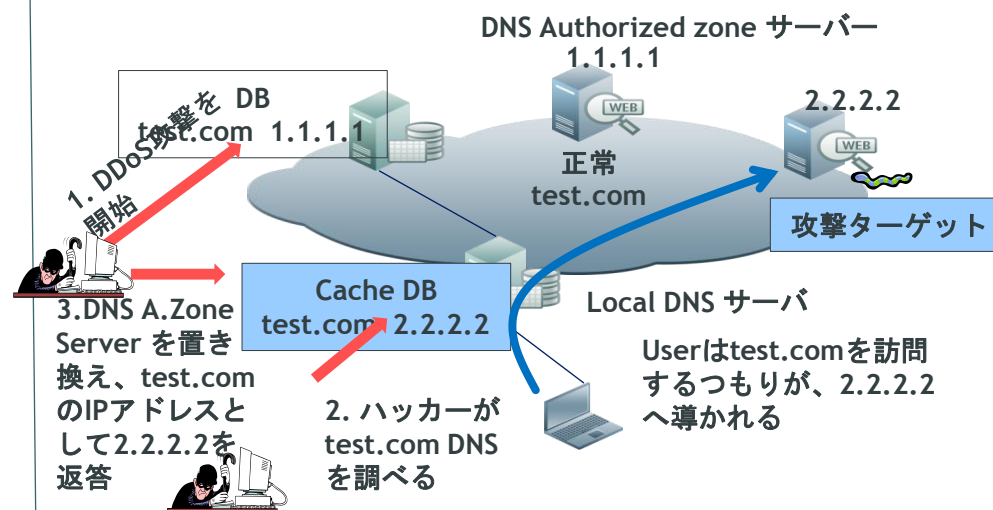 DNS Authorized zone サーバー
1.1.1.1
DB
test.com 1.1.1.1
1. DDoS攻撃を
開始
WEB
正常
test.com
2.2.2.2
WEB
攻撃ターゲット
Cache DB
test.com 2.2.2.2
Local DNS サーバ
3.DNS A.Zone
Server を置き
換え、test.com
のIPアドレスと
して2.2.2.2を
返答
2. ハッカーが
test.com DNS
を調べる
Userはtest.comを訪問
するつもりが、2.2.2.2
へ導かれる